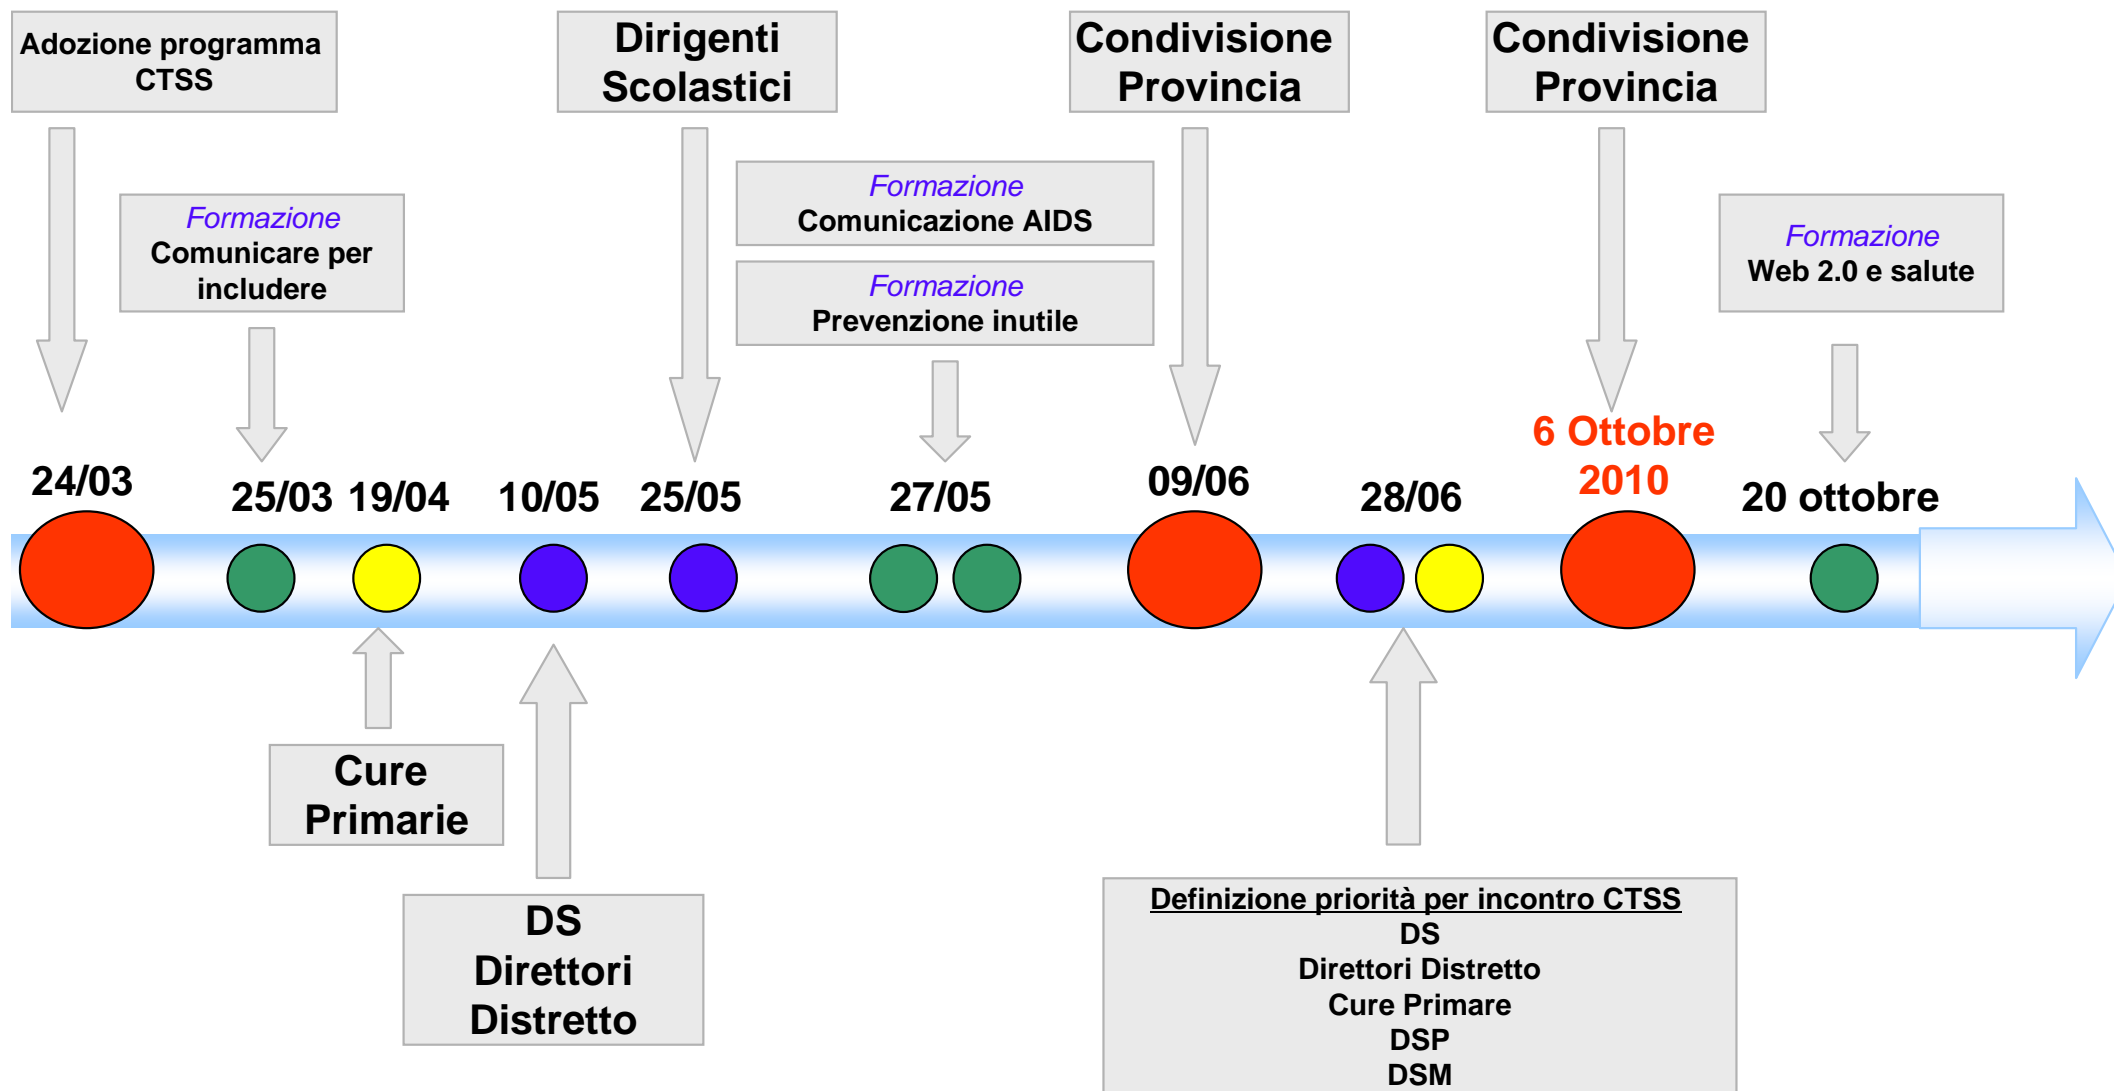 Adozione programma
CTSS
Dirigenti
Scolastici
Condivisione
Provincia
Condivisione
Provincia
Formazione
Comunicare per
includere
Formazione
Comunicazione AIDS
Formazione
Prevenzione inutile
Formazione
Web 2.0 e salute
24/03
25/03
19/04
10/05
25/05
27/05
09/06
28/06
6 Ottobre
2010
20 ottobre
Cure
Primarie
DS
Direttori
Distretto
Definizione priorità per incontro CTSS
DS
Direttori Distretto
Cure Primare
DSP
DSM